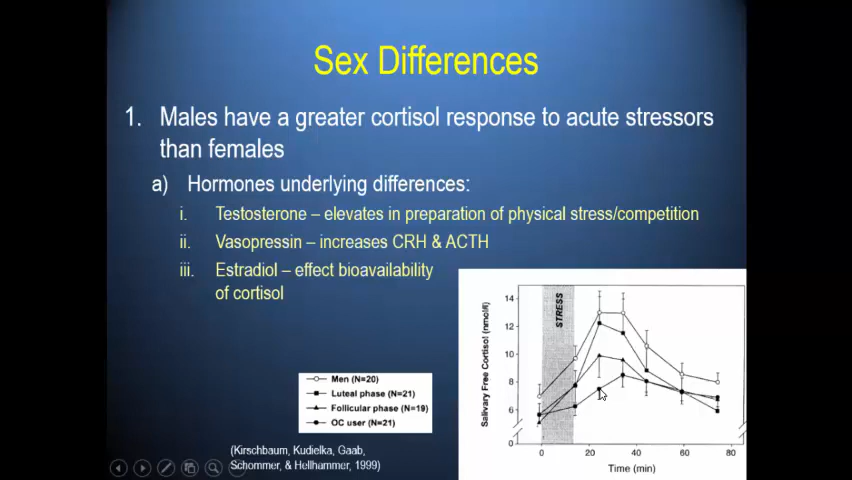 Sex Differences
1. Males have a greater cortisol response to acute stressors
than females
a) Hormones underlying differences:
i. Testosterone – elevates in preparation of physical stress/competition
ii. Vasopressin – increases CRH & ACTH
iii. Estradiol – effect bioavailability
of cortisol
Men (N=20)
Luteal phase (N=21)
Follicular phase (N=19)
OC user (N=21)
(Kirschbaum, Kudielka, Gaab,
Schommer, & Hellhammer, 1999)
Salivary Free Cortisol (nmol/l)
14
12
10
8
6
0
STRESS
0 20 40 60 80
Time (min)